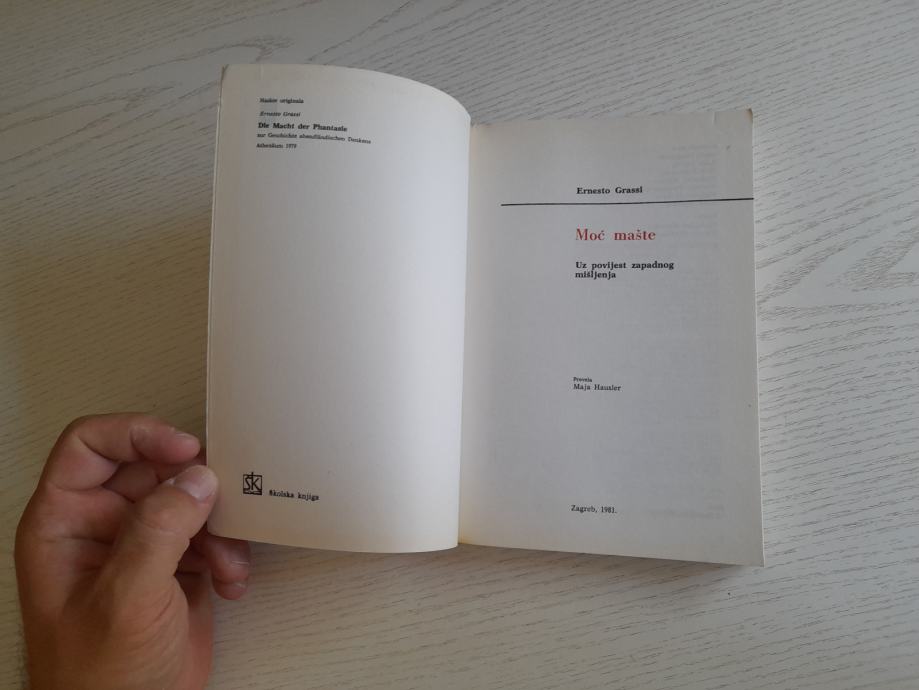 Naslov originala
Ernesto Grassi
Die Macht der Phantasie
zur Geschichte abendländischen Denkens
Athenäum 1979
ŠK
Školska knjiga
Ernesto Grassi
Moć mašte
Uz povijest zapadnog
mišljenja
Prevela
Maja Hausler
Zagreb, 1981.